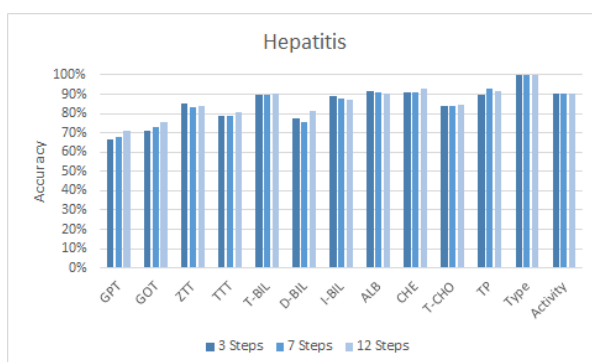 Hepatitis
100%
90%
80%
70%
60%
50%
40%
30%
20%
10%
0%
Accuracy
GPT GOT ZTT TTT T-BIL D-BIL I-BIL ALB CHE T-CHO TP Type Activity
3 Steps 7 Steps 12 Steps